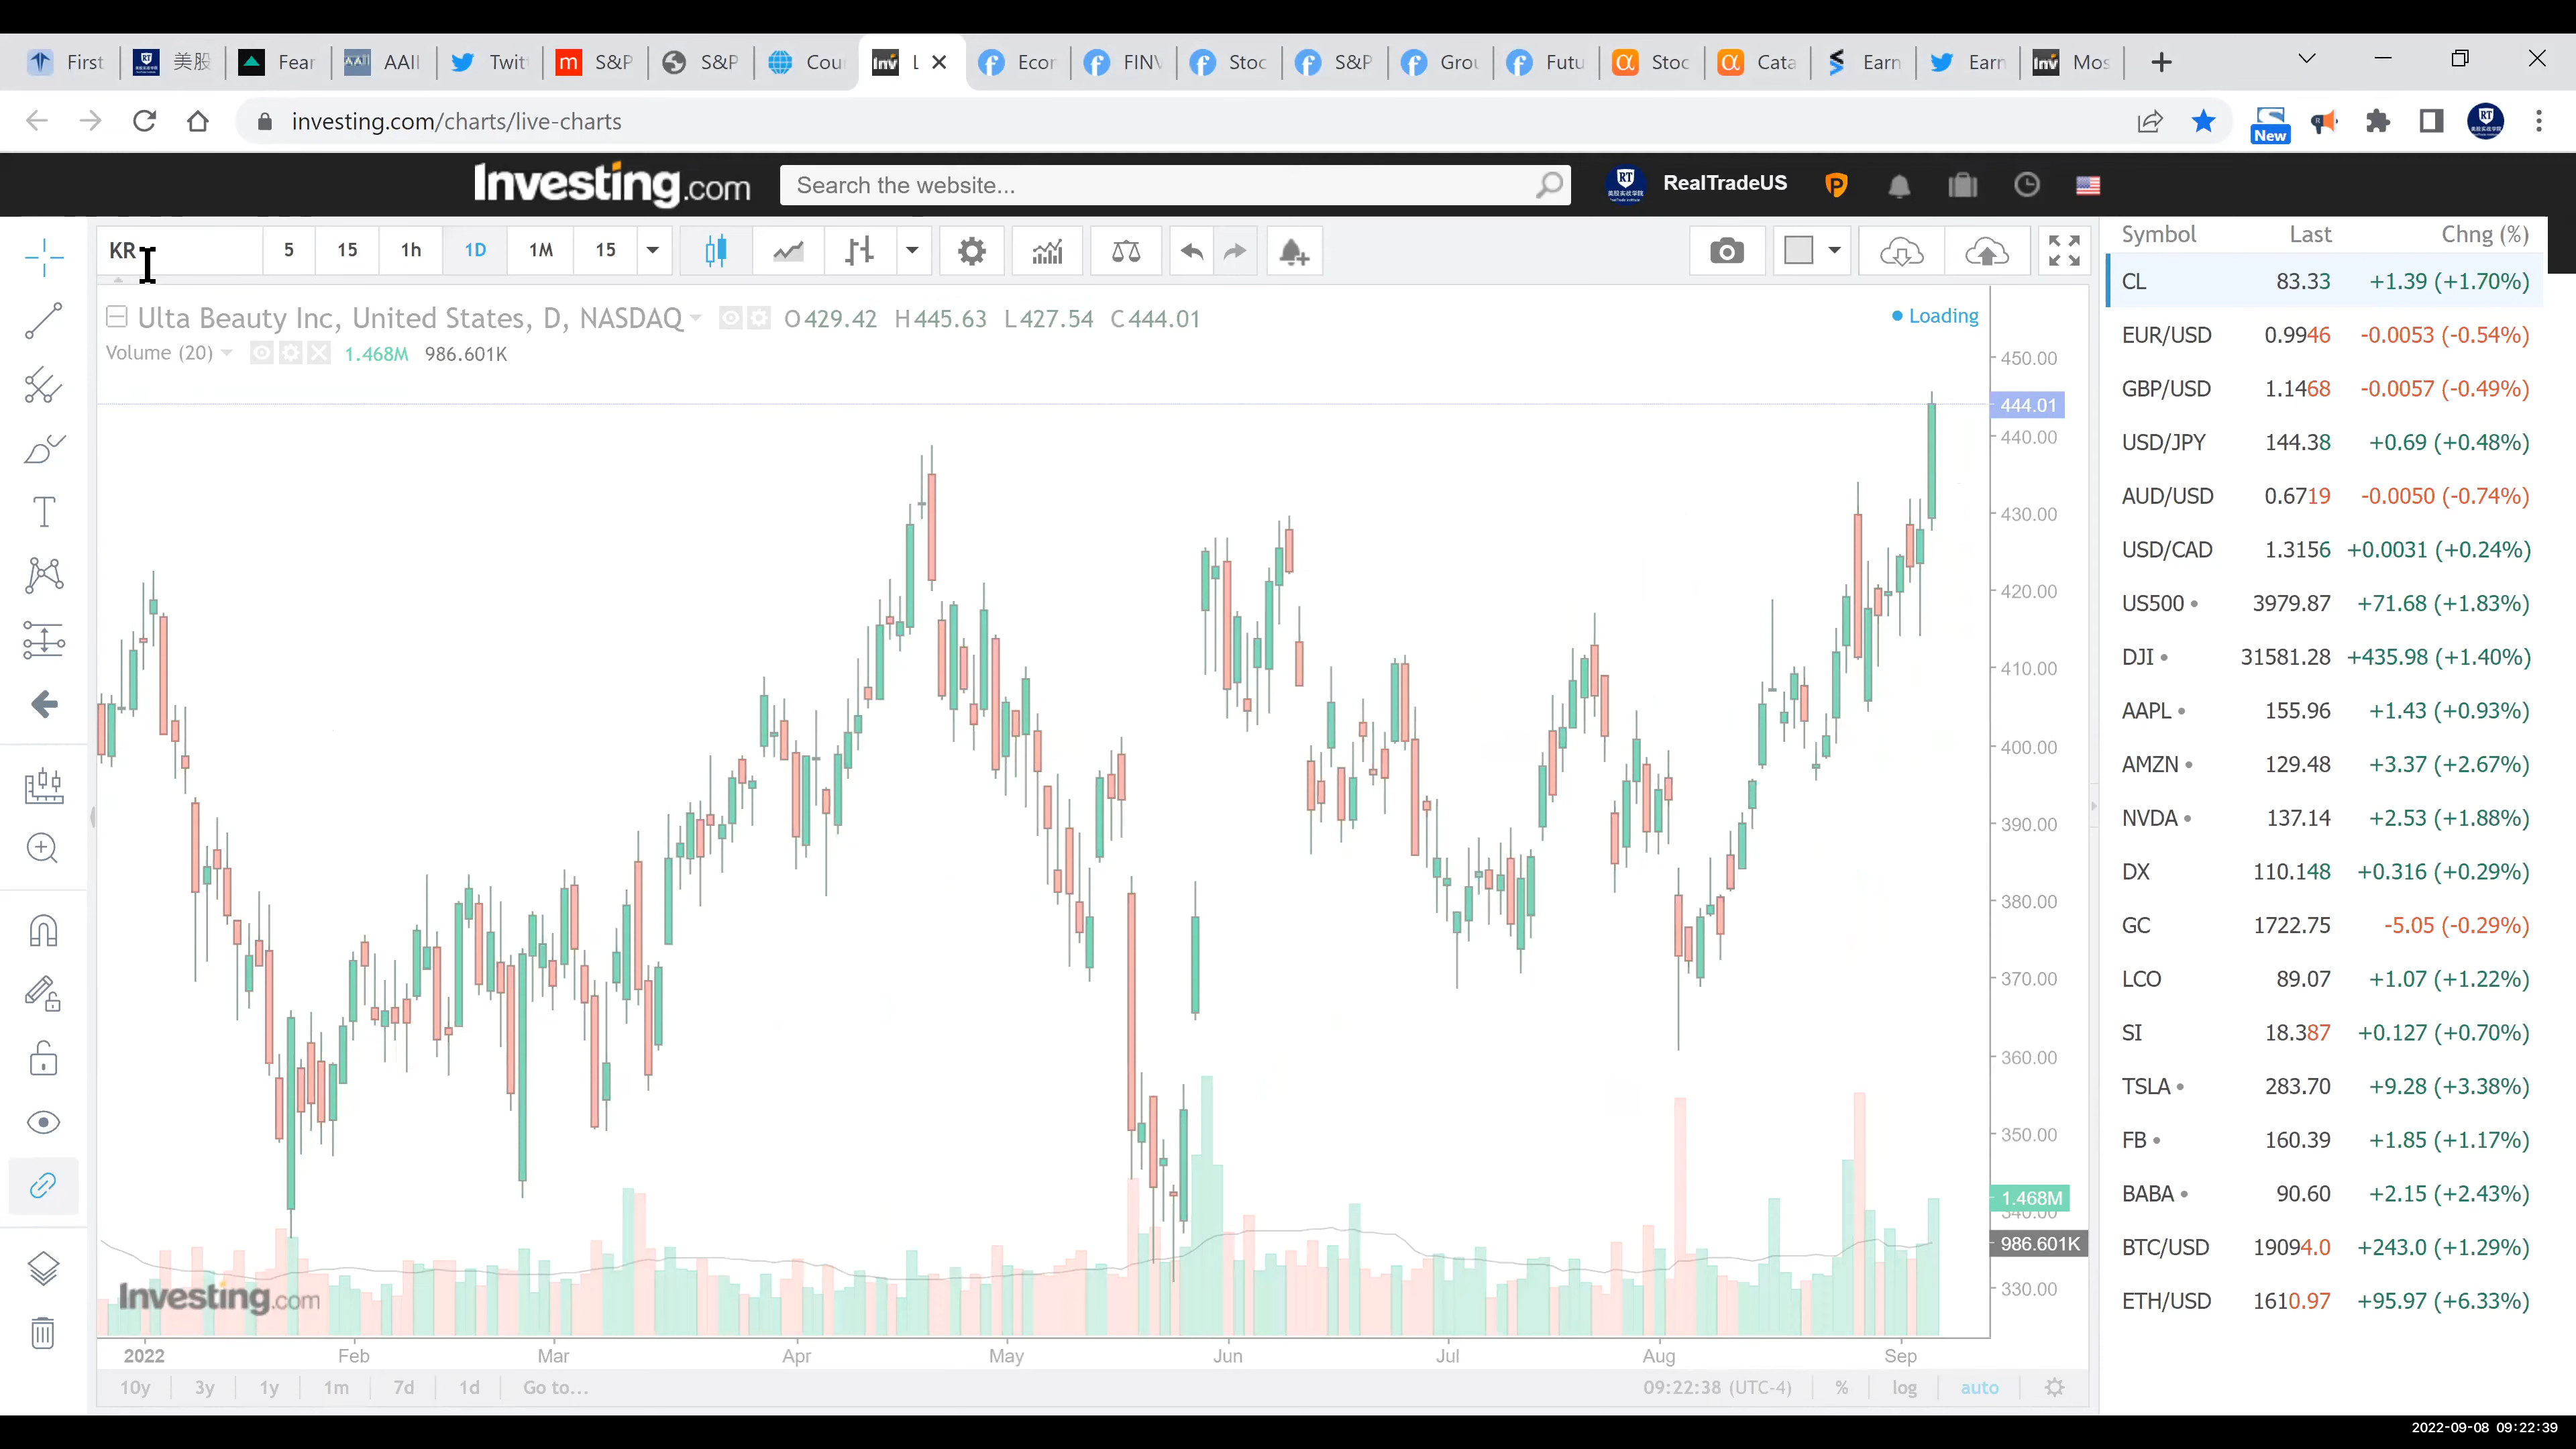 First
美股
Fear
AAII
Twit
S&P
S&P
Cou
L
Ecor
FINV
Stoc
S&P
Grou
Futu
Stoc
Cata
Earn
Earn
Mos
investing.com/charts/live-charts
New
Investing.com
Search the website...
RealTradeUS
KR
5 15 1h 1D 1M 15
Symbol Last Chng (%)
Ulta Beauty Inc, United States, D, NASDAQ O429.42 H445.63 L427.54 C444.01
Loading
Volume (20) 1.468M 986.601K
450.00
444.01
440.00
430.00
420.00
410.00
400.00
390.00
380.00
370.00
360.00
350.00
1.468M
340.00
986.601K
330.00
Investing.com
2022 Feb Mar Apr May Jun Jul Aug Sep
10y 3y 1y 1m 7d 1d Go to... 09:22:38 (UTC-4) % log auto
CL 83.33 +1.39 (+1.70%)
EUR/USD 0.9946 -0.0053 (-0.54%)
GBP/USD 1.1468 -0.0057 (-0.49%)
USD/JPY 144.38 +0.69 (+0.48%)
AUD/USD 0.6719 -0.0050 (-0.74%)
USD/CAD 1.3156 +0.0031 (+0.24%)
US500 3979.87 +71.68 (+1.83%)
DJI 31581.28 +435.98 (+1.40%)
AAPL 155.96 +1.43 (+0.93%)
AMZN 129.48 +3.37 (+2.67%)
NVDA 137.14 +2.53 (+1.88%)
DX 110.148 +0.316 (+0.29%)
GC 1722.75 -5.05 (-0.29%)
LCO 89.07 +1.07 (+1.22%)
SI 18.387 +0.127 (+0.70%)
TSLA 283.70 +9.28 (+3.38%)
FB 160.39 +1.85 (+1.17%)
BABA 90.60 +2.15 (+2.43%)
BTC/USD 19094.0 +243.0 (+1.29%)
ETH/USD 1610.97 +95.97 (+6.33%)
2022-09-08 09:22:39